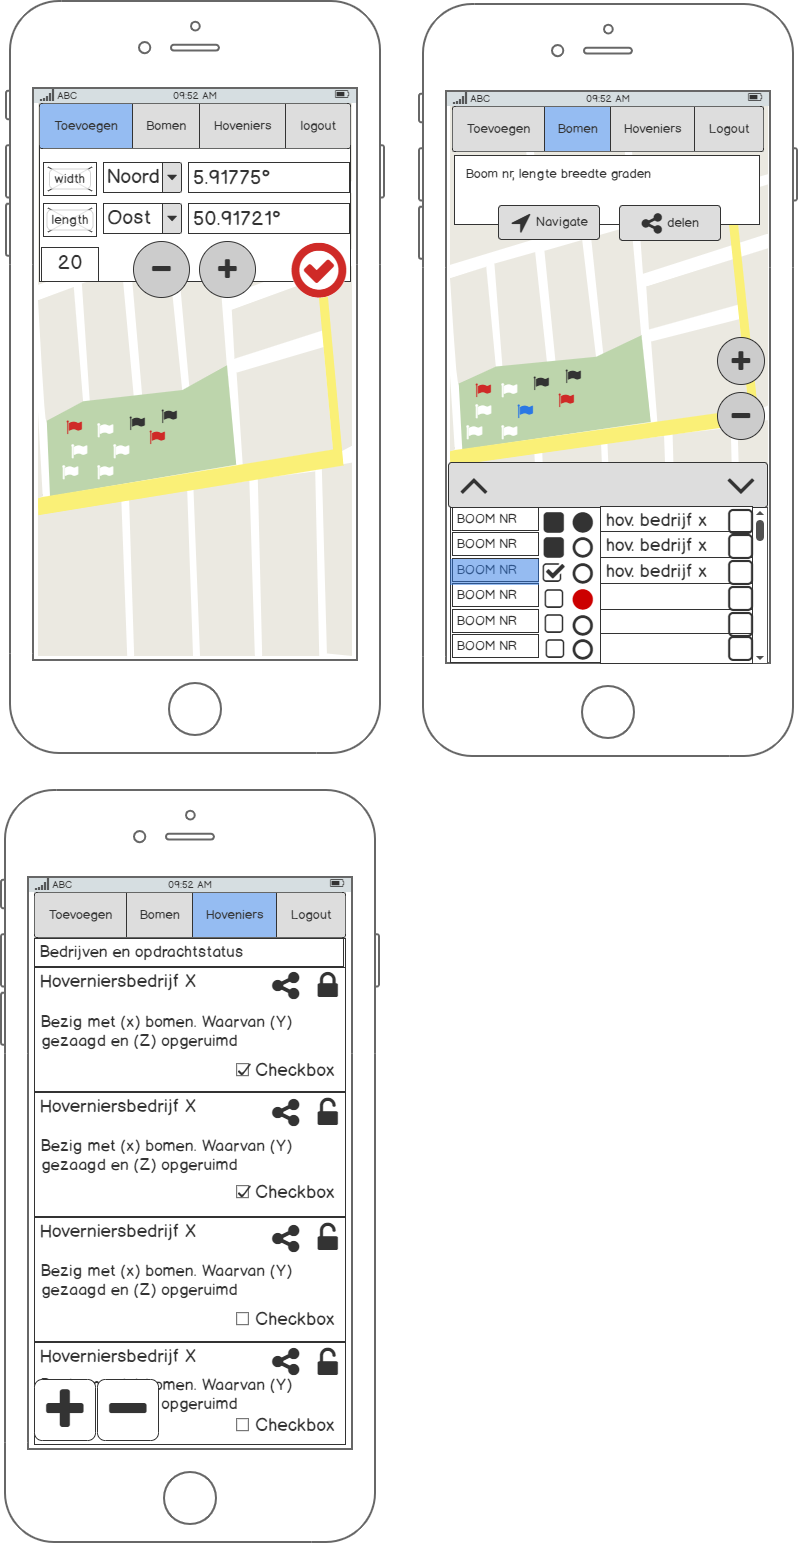 ABC 09:52 AM
Toevoegen Bomen Hoveniers logout
width Noord 5.91775°
length Oost 50.91721°
20
ABC 09:52 AM
Toevoegen Bomen Hoveniers Logout
Boom nr, lengte breedte graden
Navigate delen
BOOM NR hov. bedrijf x
BOOM NR hov. bedrijf x
BOOM NR hov. bedrijf x
BOOM NR
BOOM NR
BOOM NR
ABC 09:52 AM
Toevoegen Bomen Hoveniers Logout
Bedrijven en opdrachtstatus
Hoverniersbedrijf X
Bezig met (x) bomen. Waarvan (Y)
gezaagd en (Z) opgeruimd
Checkbox
Hoverniersbedrijf X
Bezig met (x) bomen. Waarvan (Y)
gezaagd en (Z) opgeruimd
Checkbox
Hoverniersbedrijf X
Bezig met (x) bomen. Waarvan (Y)
gezaagd en (Z) opgeruimd
Checkbox
Hoverniersbedrijf X
omen. Waarvan (Y)
opgeruimd
Checkbox